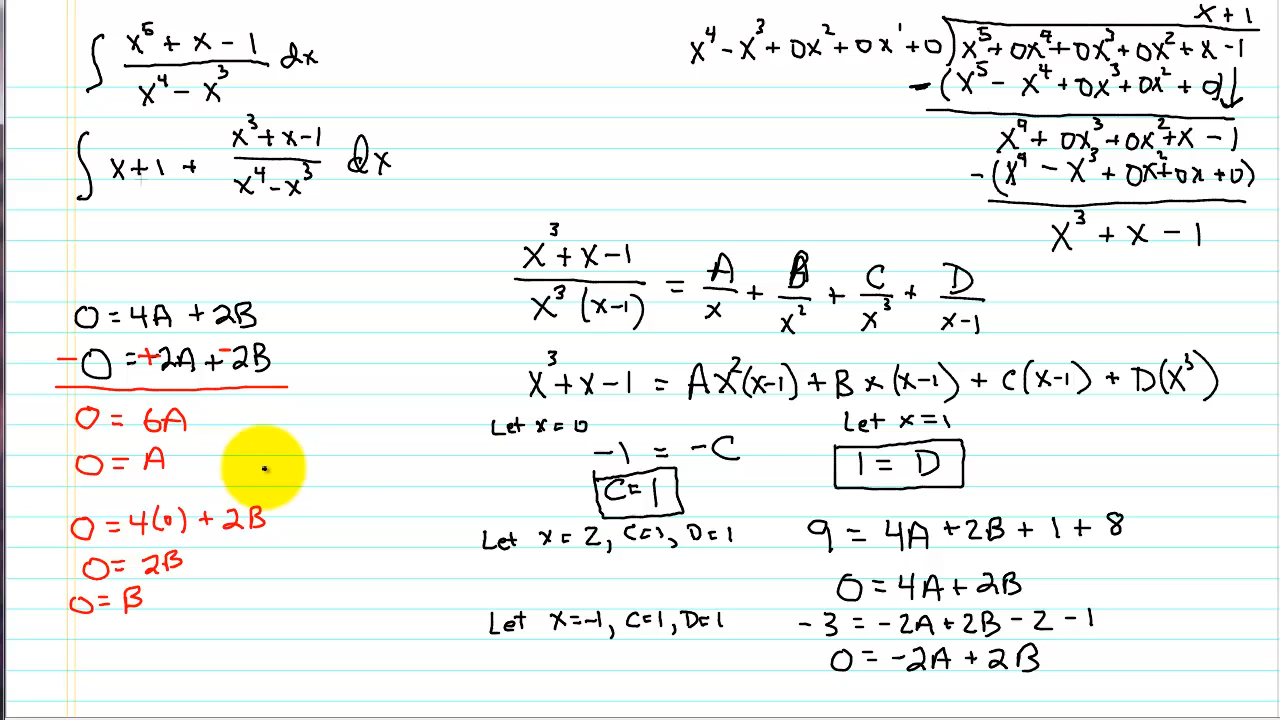 ∫ (x⁵ + x - 1)/(x⁴ - x³) dx
∫ x + 1 + (x³ + x - 1)/(x⁴ - x³) dx
x + 1
x⁴ - x³ + 0x² + 0x¹ + 0 ) x⁵ + 0x⁴ + 0x³ + 0x² + x - 1
- (x⁵ - x⁴ + 0x³ + 0x² + 0) ↓
x⁴ + 0x³ + 0x² + x - 1
- (x⁴ - x³ + 0x² + 0x + 0)
x³ + x - 1
(x³ + x - 1)/(x³ (x-1)) = A/x + B/x² + C/x³ + D/(x-1)
x³ + x - 1 = Ax²(x-1) + Bx(x-1) + C(x-1) + D(x³)
Let x = 0
-1 = -C
C = 1
Let x = 1
1 = D
Let x = 2, C=1, D=1
9 = 4A + 2B + 1 + 8
0 = 4A + 2B
Let x = -1, C=1, D=1
-3 = -2A + 2B - 2 - 1
0 = -2A + 2B
0 = 4A + 2B
- 0 = +2A + -2B
0 = 6A
0 = A
0 = 4(0) + 2B
0 = 2B
0 = B